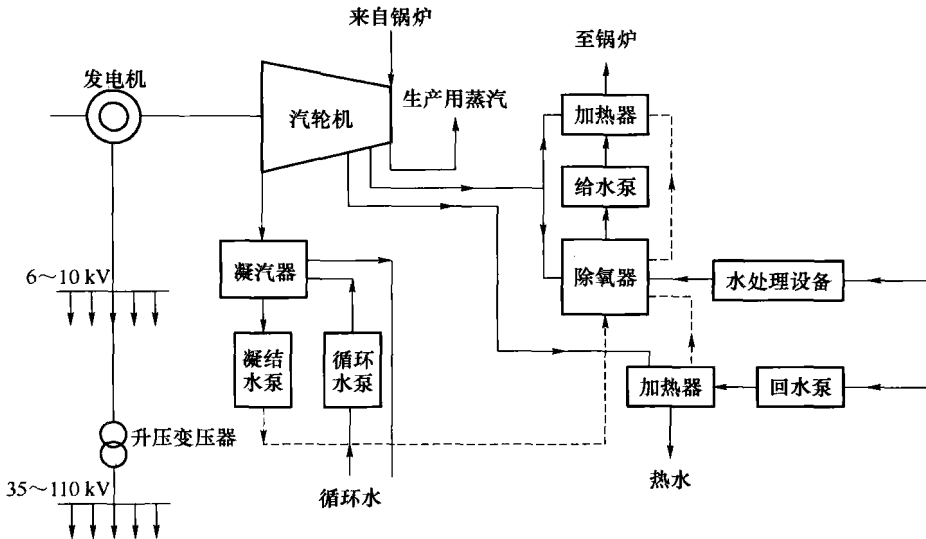 来自锅炉
至锅炉
发电机
生产用蒸汽
汽轮机
加热器
给水泵
6～10 kV
凝汽器
除氧器
水处理设备
凝结
水泵
循环
水泵
加热器
回水泵
升压变压器
热水
35～110 kV
循环水